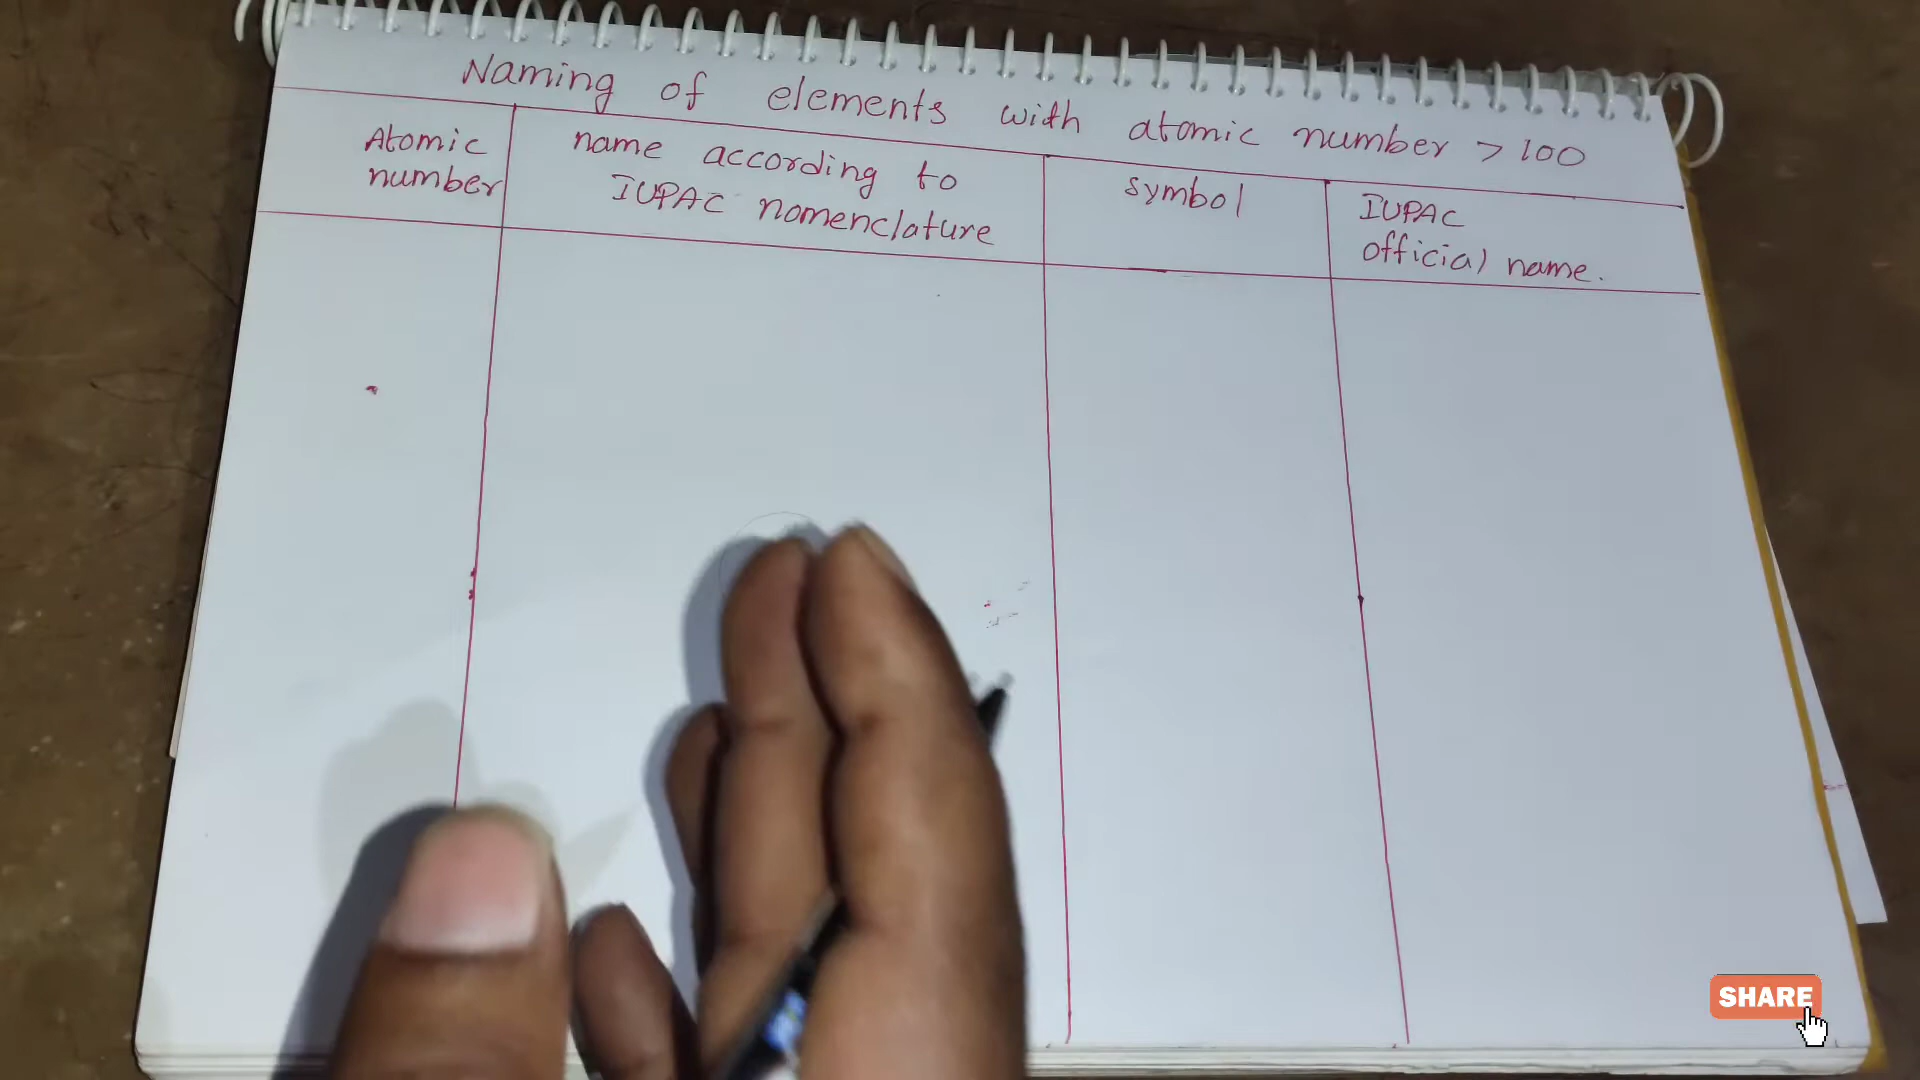 Naming of elements with atomic number > 100
Atomic
number
name according to
IUPAC nomenclature
symbol
IUPAC
official name.
SHARE